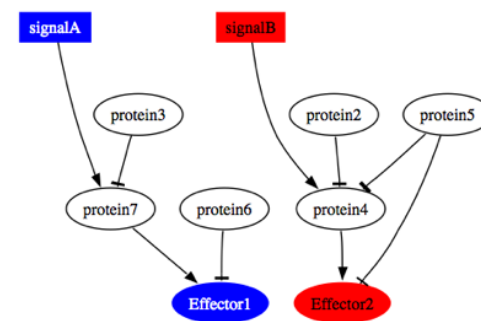 signalA
signalB
protein3
protein2
protein5
protein7
protein6
protein4
Effector1
Effector2